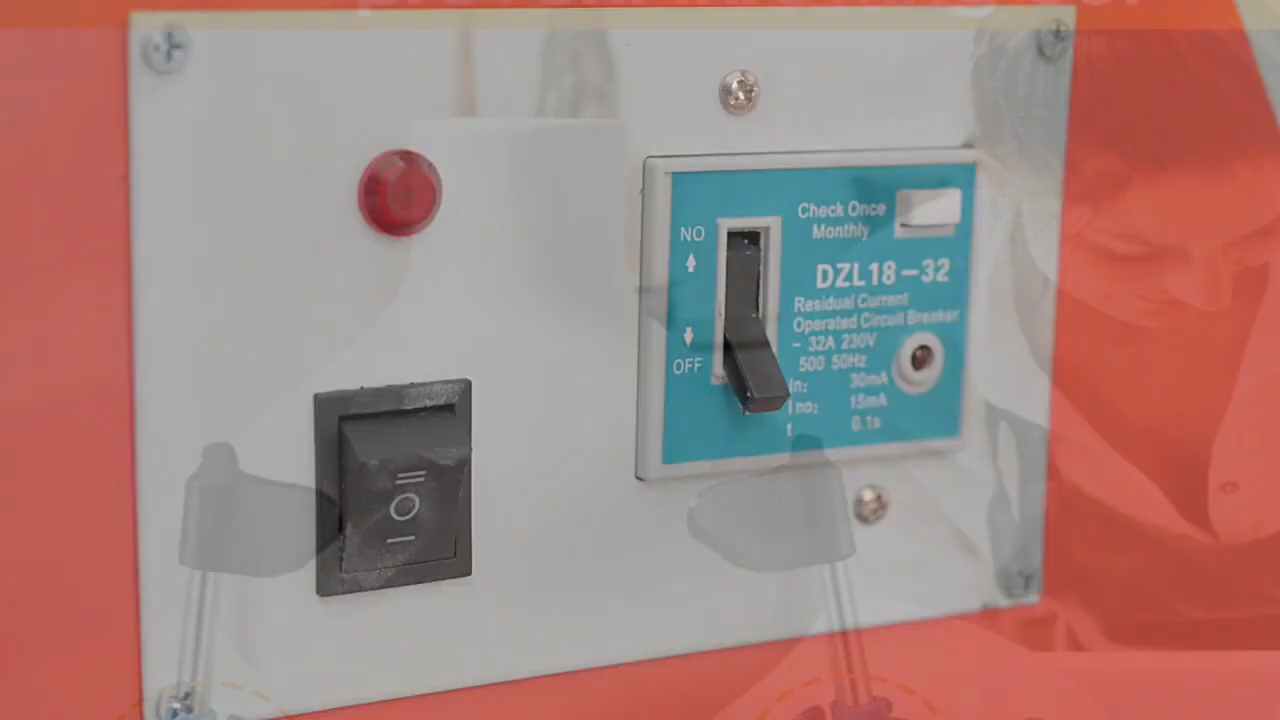 NO
OFF
Check Once
Monthly
DZL18-32
Residual Current
Operated Circuit Breaker
~ 32A 230V
500 50Hz
In: 30mA
Ino: 15mA
t 0.1s